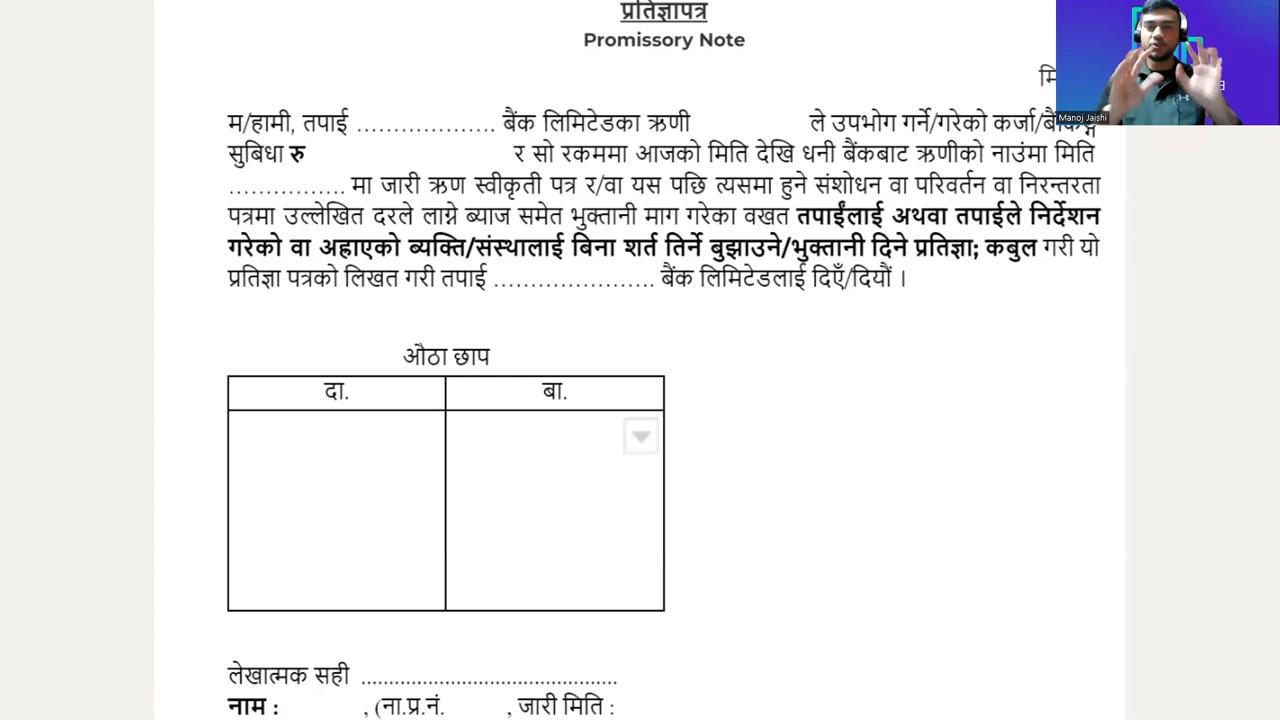 प्रतिज्ञापत्र
Promissory Note
म/हामी, तपाई ................... बैंक लिमिटेडका ऋणी ले उपभोग गर्ने/गरेको कर्जा/बैंकिङ्ग
सुबिधा रु र सो रकममा आजको मिति देखि धनी बैंकबाट ऋणीको नाउंमा मिति
................ मा जारी ऋण स्वीकृती पत्र र/वा यस पछि त्यसमा हुने संशोधन वा परिवर्तन वा निरन्तरता
पत्रमा उल्लेखित दरले लाग्ने ब्याज समेत भुक्तानी माग गरेका वखत तपाईंलाई अथवा तपाईले निर्देशन
गरेको वा अह्राएको ब्यक्ति/संस्थालाई बिना शर्त तिर्ने बुझाउने/भुक्तानी दिने प्रतिज्ञा; कबुल गरी यो
प्रतिज्ञा पत्रको लिखत गरी तपाई ...................... बैंक लिमिटेडलाई दिएँ/दियौं ।
औठा छाप
दा. बा.
लेखात्मक सही ...........................................
नाम : , (ना.प्र.नं. , जारी मिति :
Manoj Jaishi